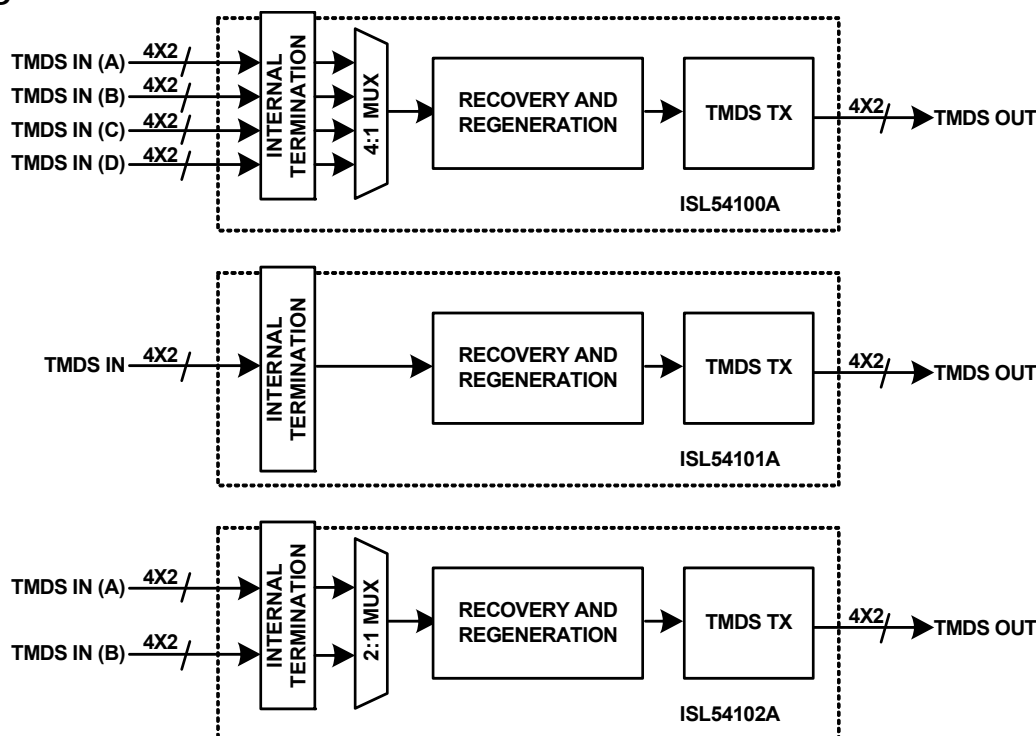 TMDS IN (A) 4X2
TMDS IN (B) 4X2
TMDS IN (C) 4X2
TMDS IN (D) 4X2
INTERNAL
TERMINATION
4:1 MUX
RECOVERY AND
REGENERATION
TMDS TX
4X2
TMDS OUT
ISL54100A
TMDS IN 4X2
INTERNAL
TERMINATION
RECOVERY AND
REGENERATION
TMDS TX
4X2
TMDS OUT
ISL54101A
TMDS IN (A) 4X2
TMDS IN (B) 4X2
INTERNAL
TERMINATION
2:1 MUX
RECOVERY AND
REGENERATION
TMDS TX
4X2
TMDS OUT
ISL54102A